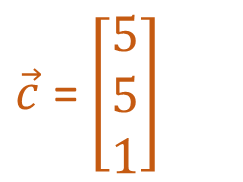 c⃗ = [5
5
1]